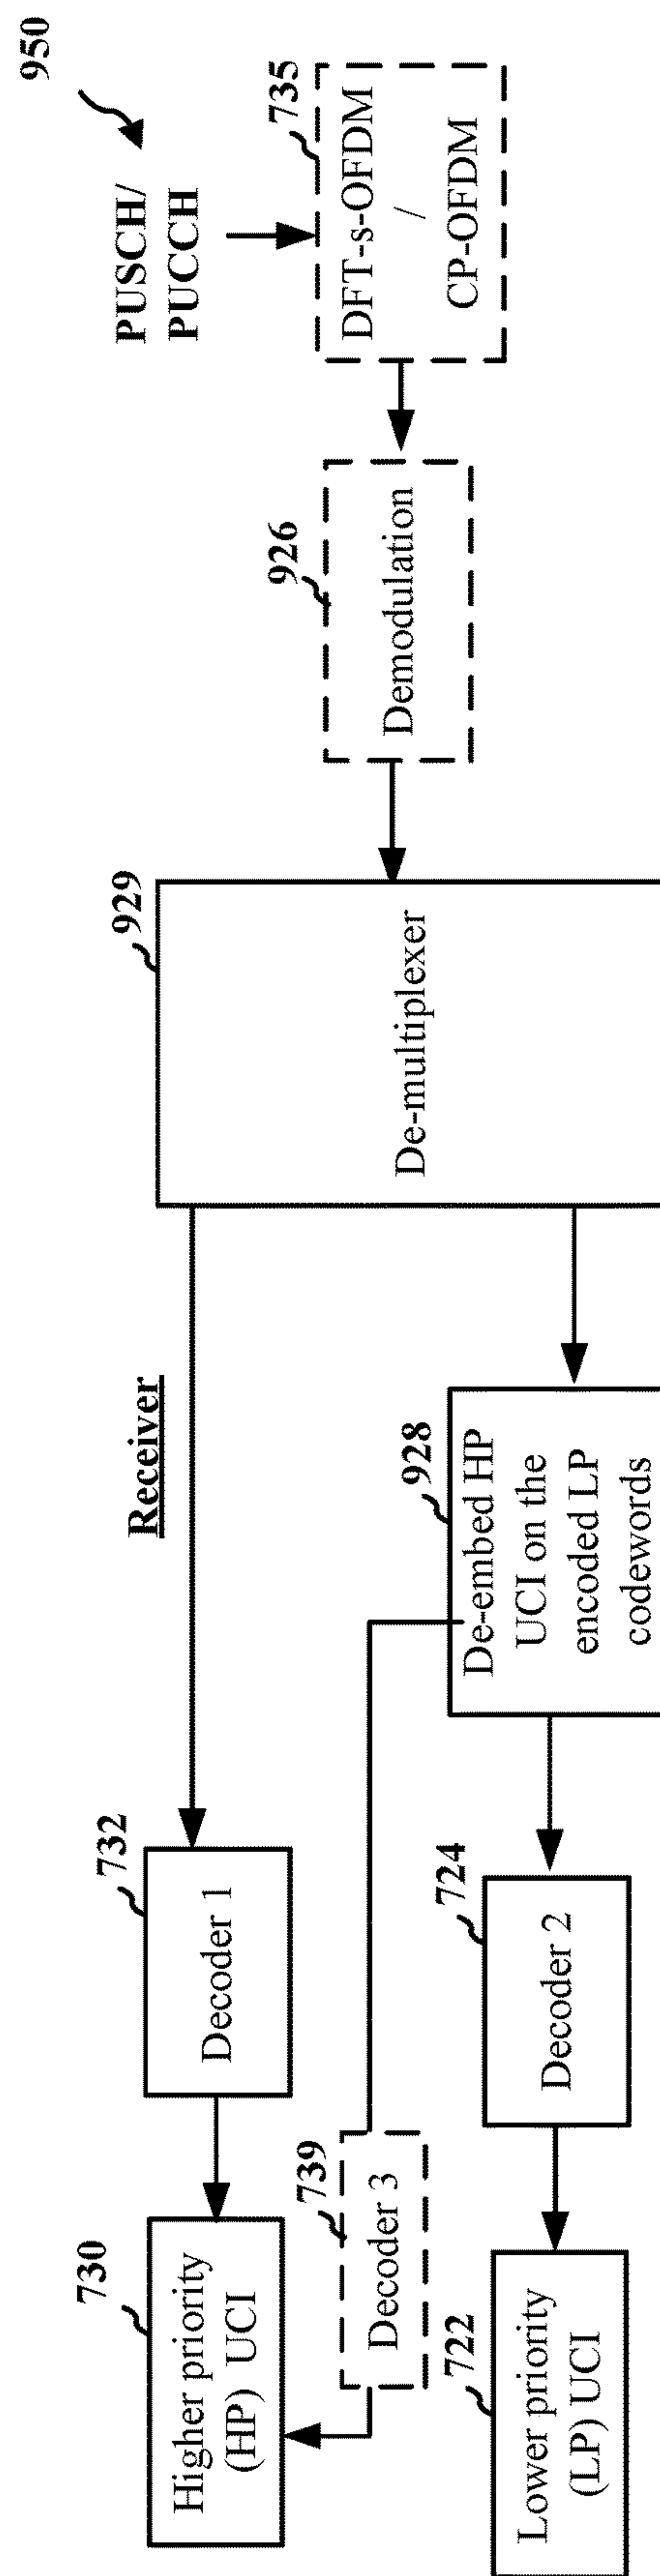 950
PUSCH/
PUCCH
735
DFT-s-OFDM
/
CP-OFDM
926
Demodulation
929
De-multiplexer
Receiver
928
De-embed HP
UCI on the
encoded LP
codewords
732
Decoder 1
724
Decoder 2
739
Decoder 3
730
Higher priority
(HP) UCI
722
Lower priority
(LP) UCI